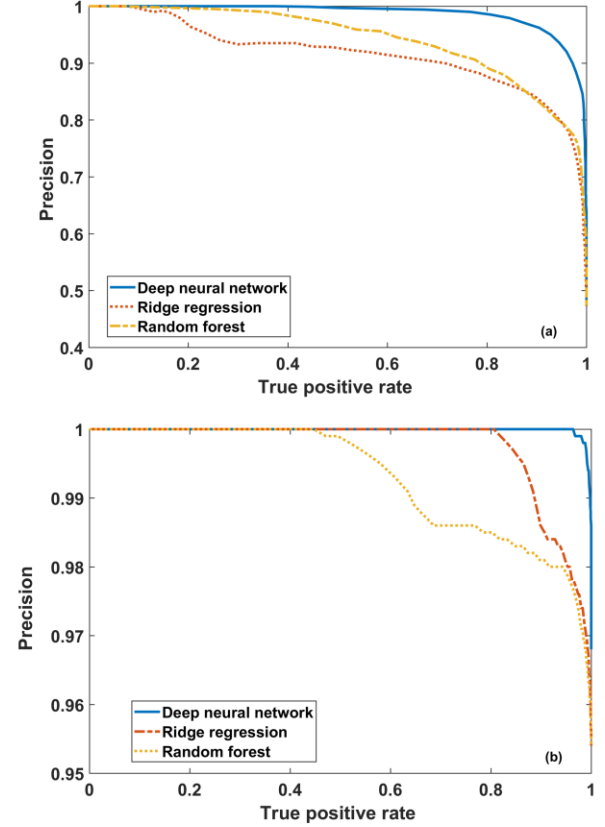 1
0.9
0.8
0.7
0.6
0.5
0.4
Precision
Deep neural network
Ridge regression
Random forest
(a)
0 0.2 0.4 0.6 0.8 1
True positive rate
1
0.99
0.98
0.97
0.96
0.95
Precision
Deep neural network
Ridge regression
Random forest
(b)
0 0.2 0.4 0.6 0.8 1
True positive rate